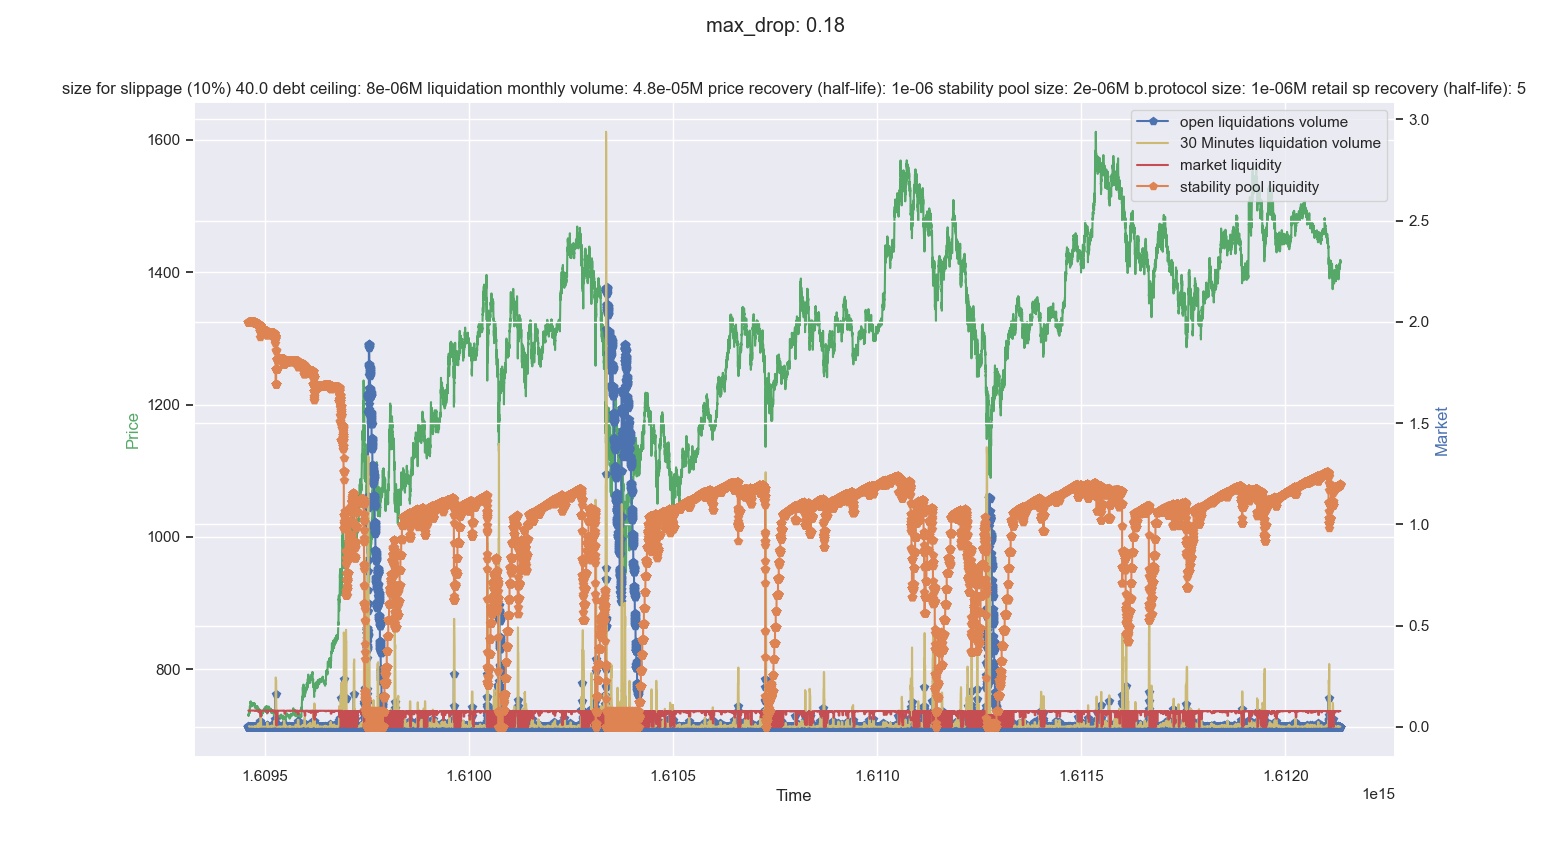 max_drop: 0.18
size for slippage (10%) 40.0 debt ceiling: 8e-06M liquidation monthly volume: 4.8e-05M price recovery (half-life): 1e-06 stability pool size: 2e-06M b.protocol size: 1e-06M retail sp recovery (half-life): 5
open liquidations volume
30 Minutes liquidation volume
market liquidity
stability pool liquidity
1600
1400
1200
1000
800
Price
3.0
2.5
2.0
1.5
1.0
0.5
0.0
Market
1.6095
1.6100
1.6105
1.6110
1.6115
1.6120
1e15
Time